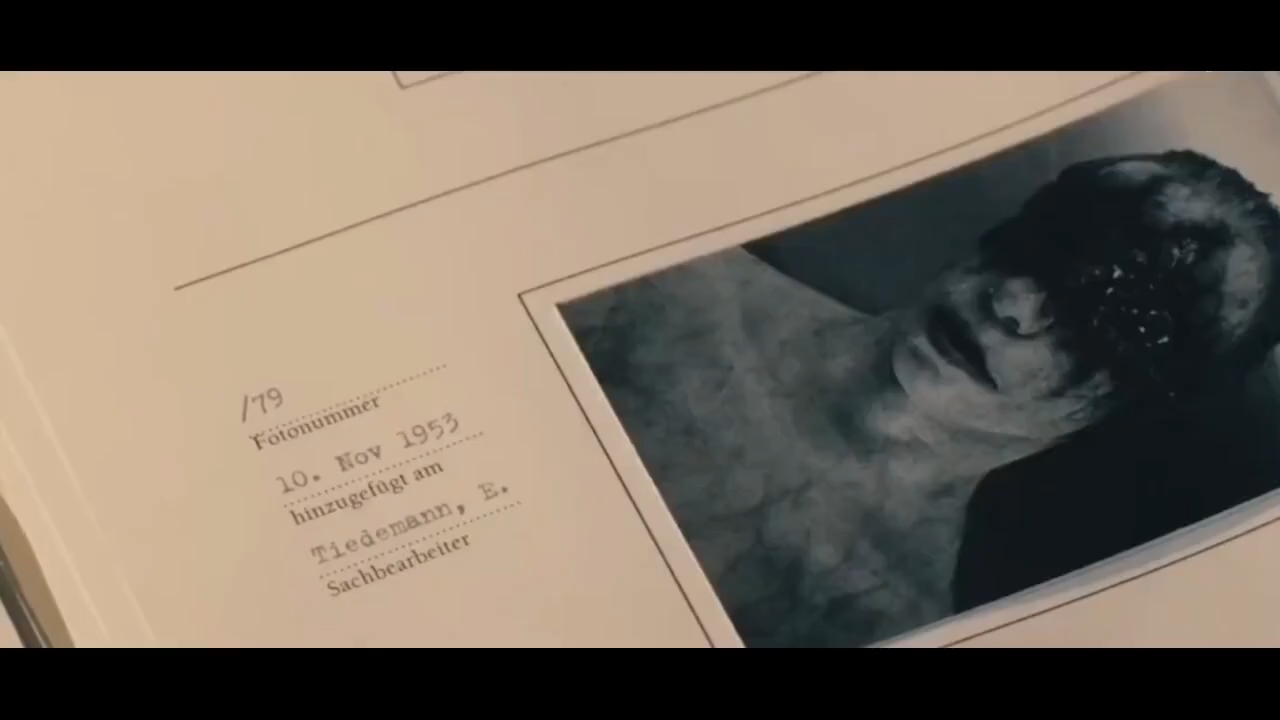 /79
Fotonummer
10. Nov 1953
hinzugefügt am
Tiedemann, E.
Sachbearbeiter